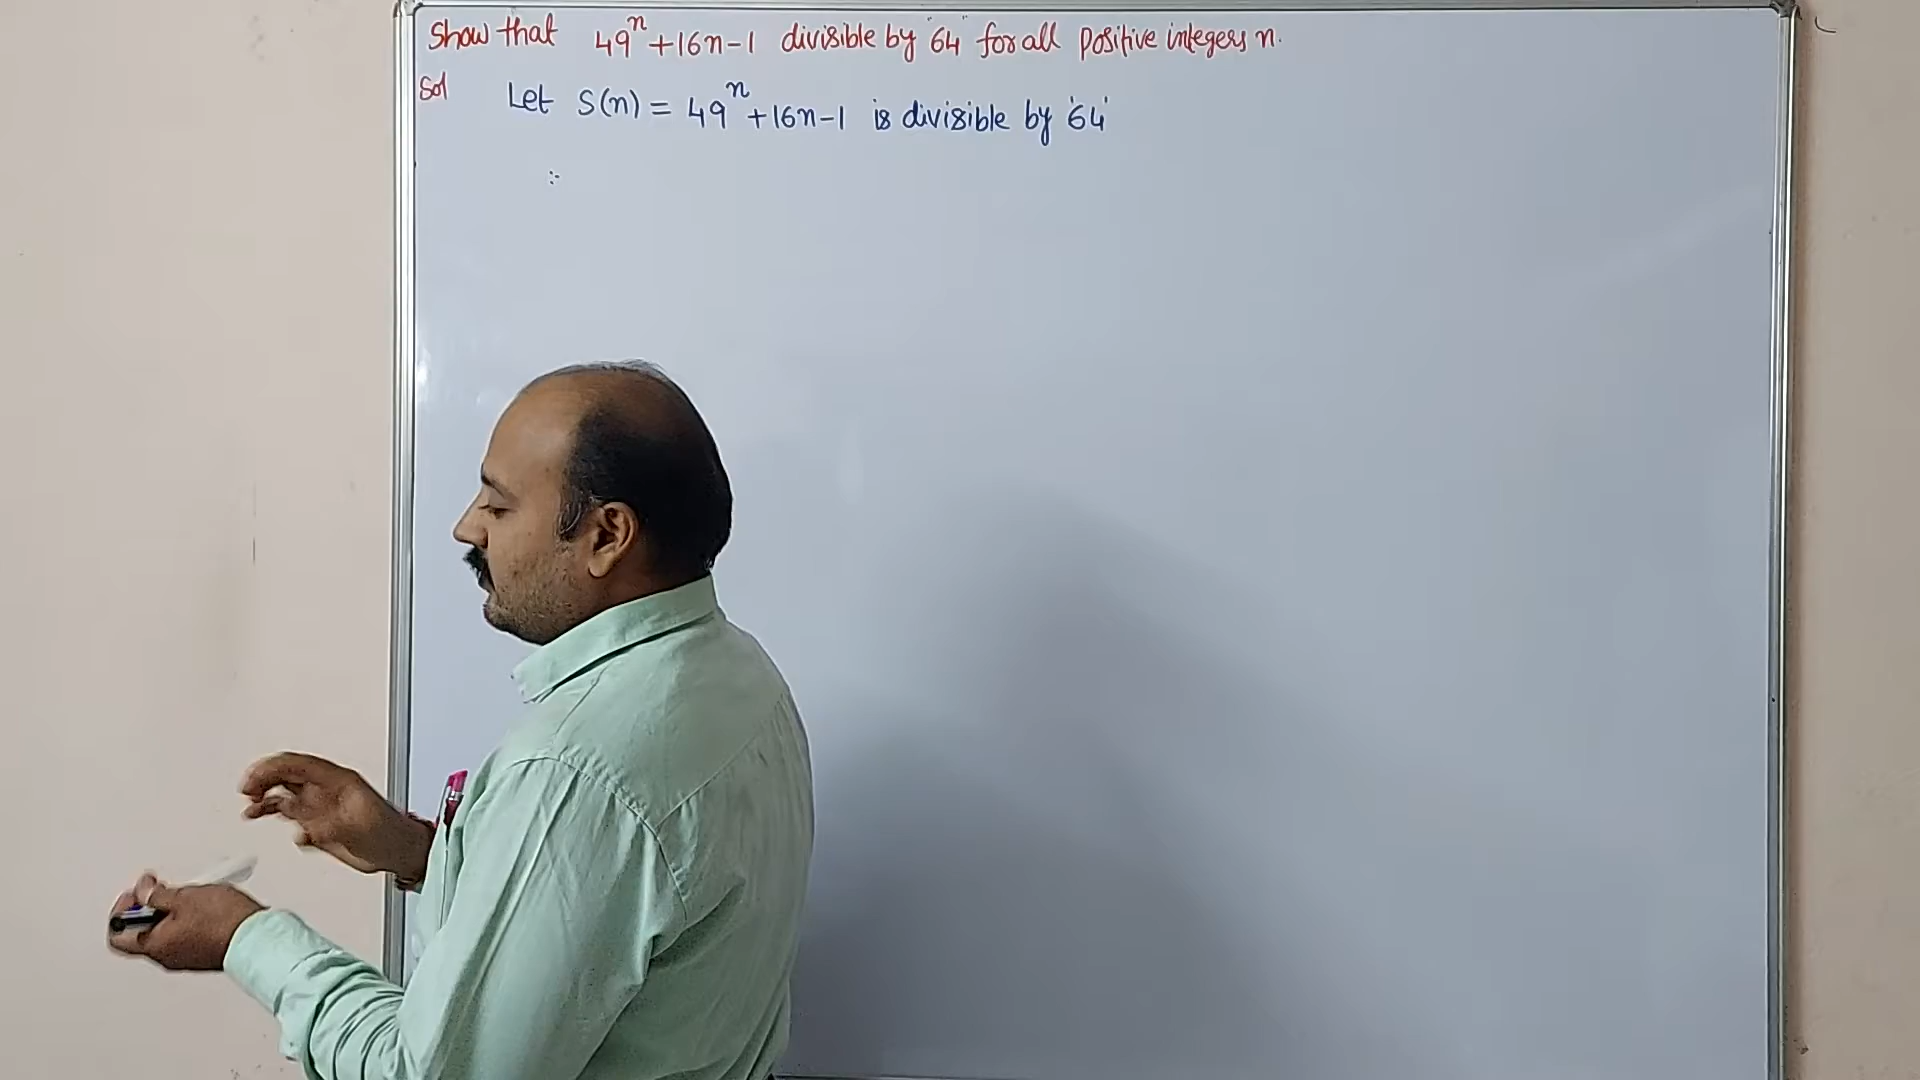 Show that 49^n + 16n - 1 divisible by "64" for all positive integers n.
Sol Let S(n) = 49^n + 16n - 1 is divisible by '64'